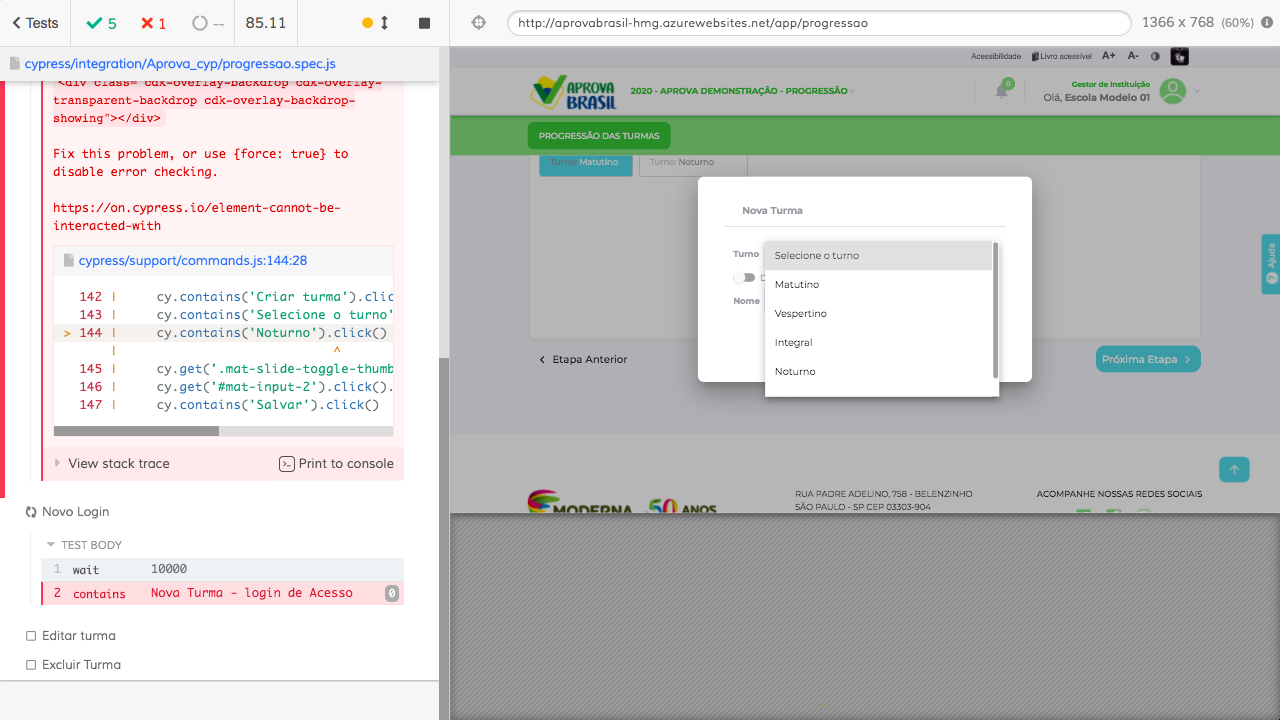 Tests
5
1
--
85.11
http://aprovabrasil-hmg.azurewebsites.net/app/progressao
1366 x 768 (60%)
cypress/integration/Aprova_cyp/progressao.spec.js
<div class="cdk-overlay-backdrop cdk-overlay-
transparent-backdrop cdk-overlay-backdrop-
showing"></div>
Fix this problem, or use {force: true} to
disable error checking.
https://on.cypress.io/element-cannot-be-
interacted-with
cypress/support/commands.js:144:28
142 | cy.contains('Criar turma').clic
143 | cy.contains('Selecione o turno'
> 144 | cy.contains('Noturno').click()
| ^
145 | cy.get('.mat-slide-toggle-thumb
146 | cy.get('#mat-input-2').click().
147 | cy.contains('Salvar').click()
View stack trace
Print to console
Novo Login
TEST BODY
1 wait 10000
2 contains Nova Turma - login de Acesso 0
Editar turma
Excluir Turma
Acessibilidade
Livro acessível
A+
A-
APROVA
BRASIL
2020 - APROVA DEMONSTRAÇÃO - PROGRESSÃO
0
Gestor de Instituição
Olá, Escola Modelo 01
PROGRESSÃO DAS TURMAS
Turno: Matutino
Turno: Noturno
Nova Turma
Turno
Selecione o turno
Matutino
Vespertino
Integral
Noturno
Nome
Etapa Anterior
Próxima Etapa
Ajuda
MODERNA
50 ANOS
RUA PADRE ADELINO, 758 - BELENZINHO
SÃO PAULO - SP CEP 03303-904
ACOMPANHE NOSSAS REDES SOCIAIS